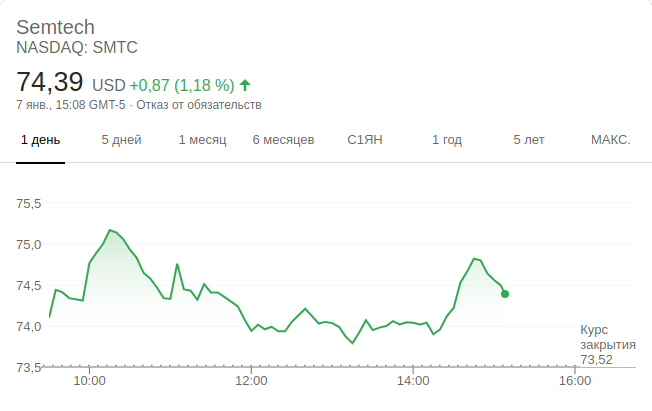 Semtech
NASDAQ: SMTC
74,39 USD +0,87 (1,18 %)
7 янв., 15:08 GMT-5 · Отказ от обязательств
1 день 5 дней 1 месяц 6 месяцев С1ЯН 1 год 5 лет МАКС.
75,5
75,0
74,5
74,0
Курс
закрытия
73,52
73,5
10:00 12:00 14:00 16:00